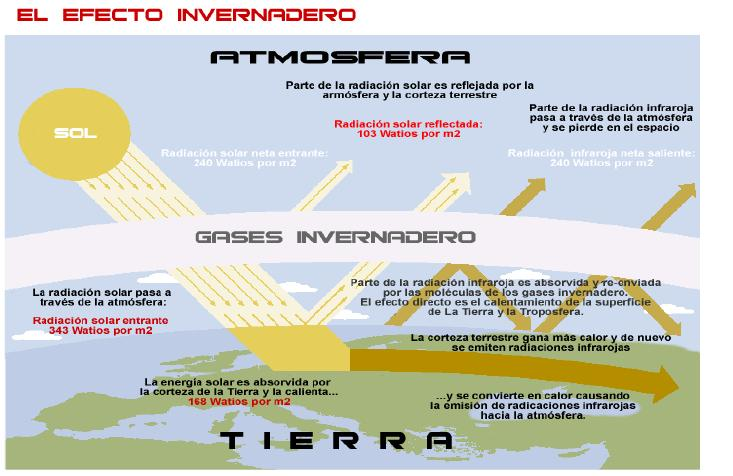 EL EFECTO INVERNADERO
ATMOSFERA
Parte de la radiación solar es reflejada por la
armósfera y la corteza terrestre
Parte de la radiación infraroja
pasa a través de la atmósfera
y se pierde en el espacio
Radiación solar reflectada:
103 Watios por m2
SOL
Radiación solar neta entrante:
240 Watios por m2
Radiación infraroja neta saliente:
240 Watios por m2
GASES INVERNADERO
La radiación solar pasa a
través de la atmósfera:
Radiación solar entrante
343 Watios por m2
Parte de la radiación infraroja es absorvida y re-enviada
por las moléculas de los gases invernadero.
El efecto directo es el calentamiento de la superficie
de La Tierra y la Troposfera.
La corteza terrestre gana más calor y de nuevo
se emiten radiaciones infrarojas
La energía solar es absorvida por
la corteza de la Tierra y la calienta...
168 Watios por m2
...y se convierte en calor causando
la emisión de radicaciones infrarojas
hacia la atmósfera.
TIERRA